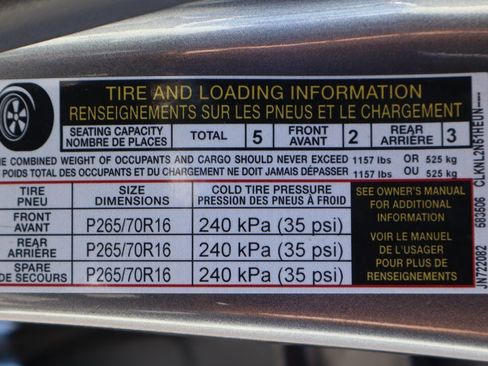 TIRE AND LOADING INFORMATION
RENSEIGNEMENTS SUR LES PNEUS ET LE CHARGEMENT
SEATING CAPACITY TOTAL 5 FRONT 2 REAR 3
NOMBRE DE PLACES AVANT ARRIÈRE
THE COMBINED WEIGHT OF OCCUPANTS AND CARGO SHOULD NEVER EXCEED 1157 lbs OR 525 kg
POIDS TOTAL DES OCCUPANTS ET DU CHARGEMENT NE DOIT JAMAIS DÉPASSER 1157 lbs OU 525 kg
TIRE SIZE COLD TIRE PRESSURE
PNEU DIMENSIONS PRESSION DES PNEUS À FROID
FRONT
AVANT P265/70R16 240 kPa (35 psi)
REAR
ARRIÈRE P265/70R16 240 kPa (35 psi)
SPARE
DE SECOURS P265/70R16 240 kPa (35 psi)
SEE OWNER'S MANUAL
FOR ADDITIONAL
INFORMATION
VOIR LE MANUEL
DE L'USAGER
POUR PLUS DE
RENSEIGNEMENTS
JN722082 683506 CLKNL2N51HEUN